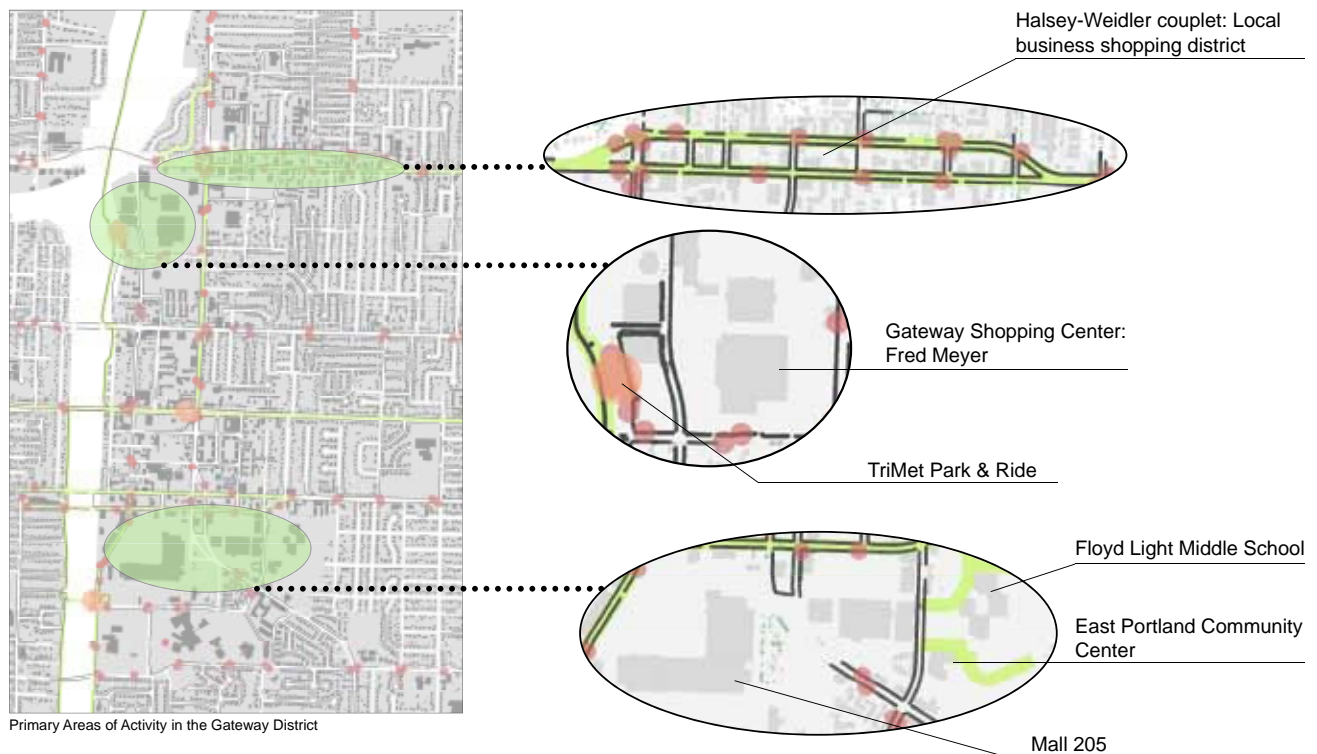 Halsey-Weidler couplet: Local
business shopping district
Gateway Shopping Center:
Fred Meyer
TriMet Park & Ride
Floyd Light Middle School
East Portland Community
Center
Mall 205
Primary Areas of Activity in the Gateway District